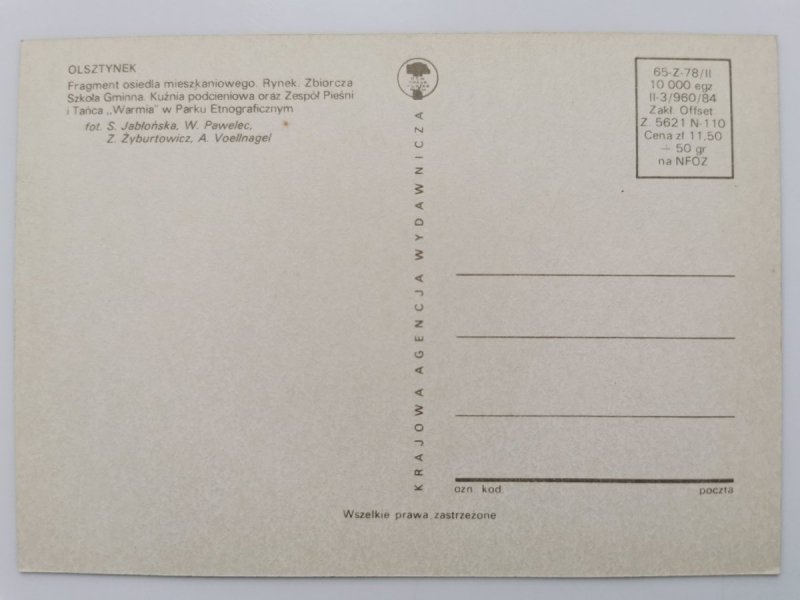 OLSZTYNEK
Fragment osiedla mieszkaniowego. Rynek. Zbiorcza
Szkoła Gminna. Kuźnia podcieniowa oraz Zespół Pieśni
i Tańca „Warmia" w Parku Etnograficznym
fot. S. Jabłońska, W. Pawelec,
Z. Żyburtowicz, A. Voellnagel
KRAJOWA AGENCJA WYDAWNICZA
65-Z-78/II
10 000 egz
II-3/960/84
Zakł. Offset
Z. 5621 N-110
Cena zł 11,50
+ 50 gr
na NFOZ
ozn. kod. poczta
Wszelkie prawa zastrzeżone